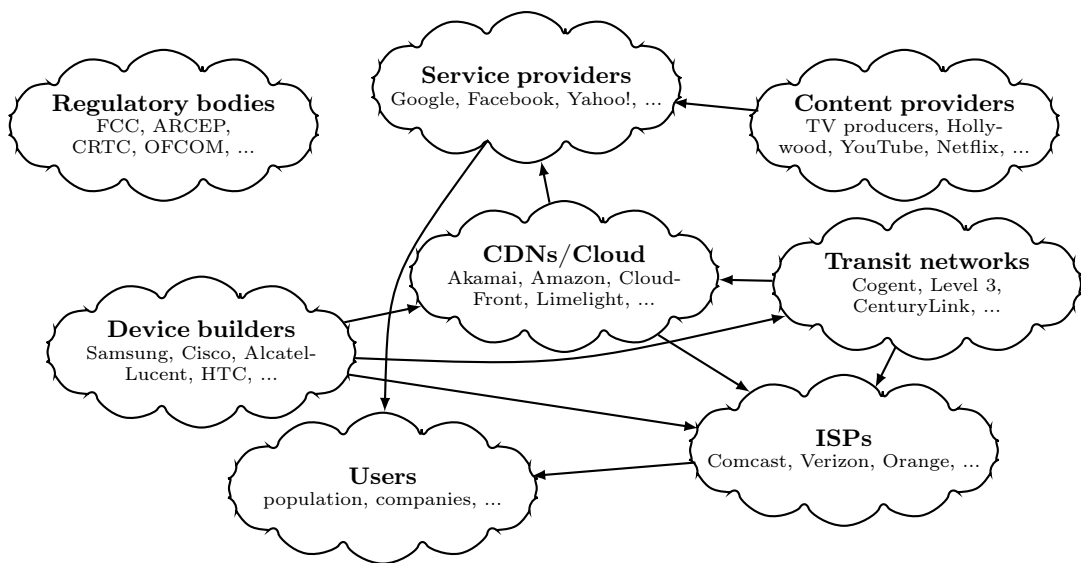 Service providers
Google, Facebook, Yahoo!, ...
Regulatory bodies
FCC, ARCEP,
CRTC, OFCOM, ...
Content providers
TV producers, Holly-
wood, YouTube, Netflix, ...
CDNs/Cloud
Akamai, Amazon, Cloud-
Front, Limelight, ...
Transit networks
Cogent, Level 3,
CenturyLink, ...
Device builders
Samsung, Cisco, Alcatel-
Lucent, HTC, ...
ISPs
Comcast, Verizon, Orange, ...
Users
population, companies, ...